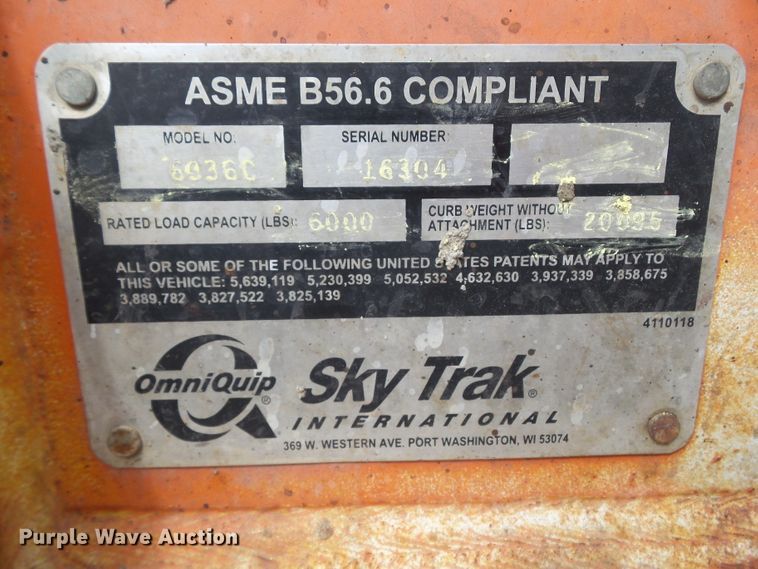 ASME B56.6 COMPLIANT
MODEL NO: SERIAL NUMBER:
6036C 16304
RATED LOAD CAPACITY (LBS): 6000 CURB WEIGHT WITHOUT ATTACHMENT (LBS): 20095
ALL OR SOME OF THE FOLLOWING UNITED STATES PATENTS MAY APPLY TO
THIS VEHICLE: 5,639,119 5,230,399 5,052,532 4,632,630 3,937,339 3,858,675
3,889,782 3,827,522 3,825,139
4110118
OmniQuip®
Sky Trak®
INTERNATIONAL
369 W. WESTERN AVE. PORT WASHINGTON, WI 53074
Purple Wave Auction